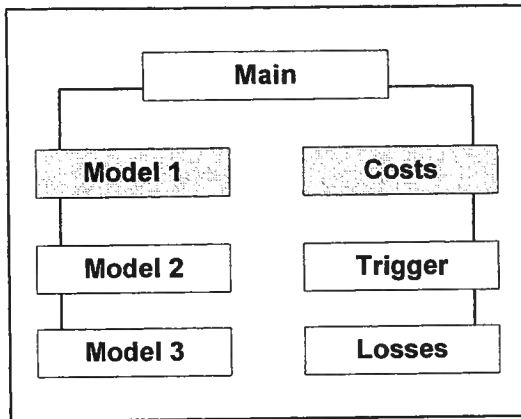 Main
Model 1
Costs
Model 2
Trigger
Model 3
Losses